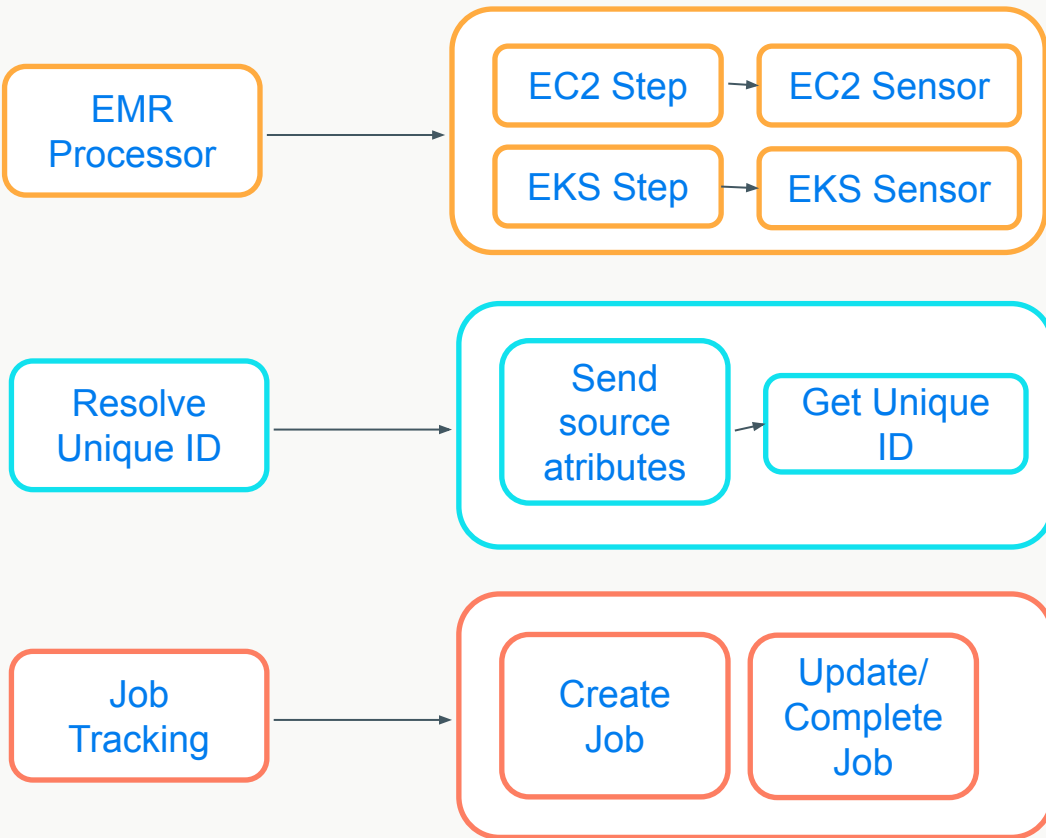 EMR
Processor
EC2 Step
EC2 Sensor
EKS Step
EKS Sensor
Resolve
Unique ID
Send
source
atributes
Get Unique
ID
Job
Tracking
Create
Job
Update/
Complete
Job